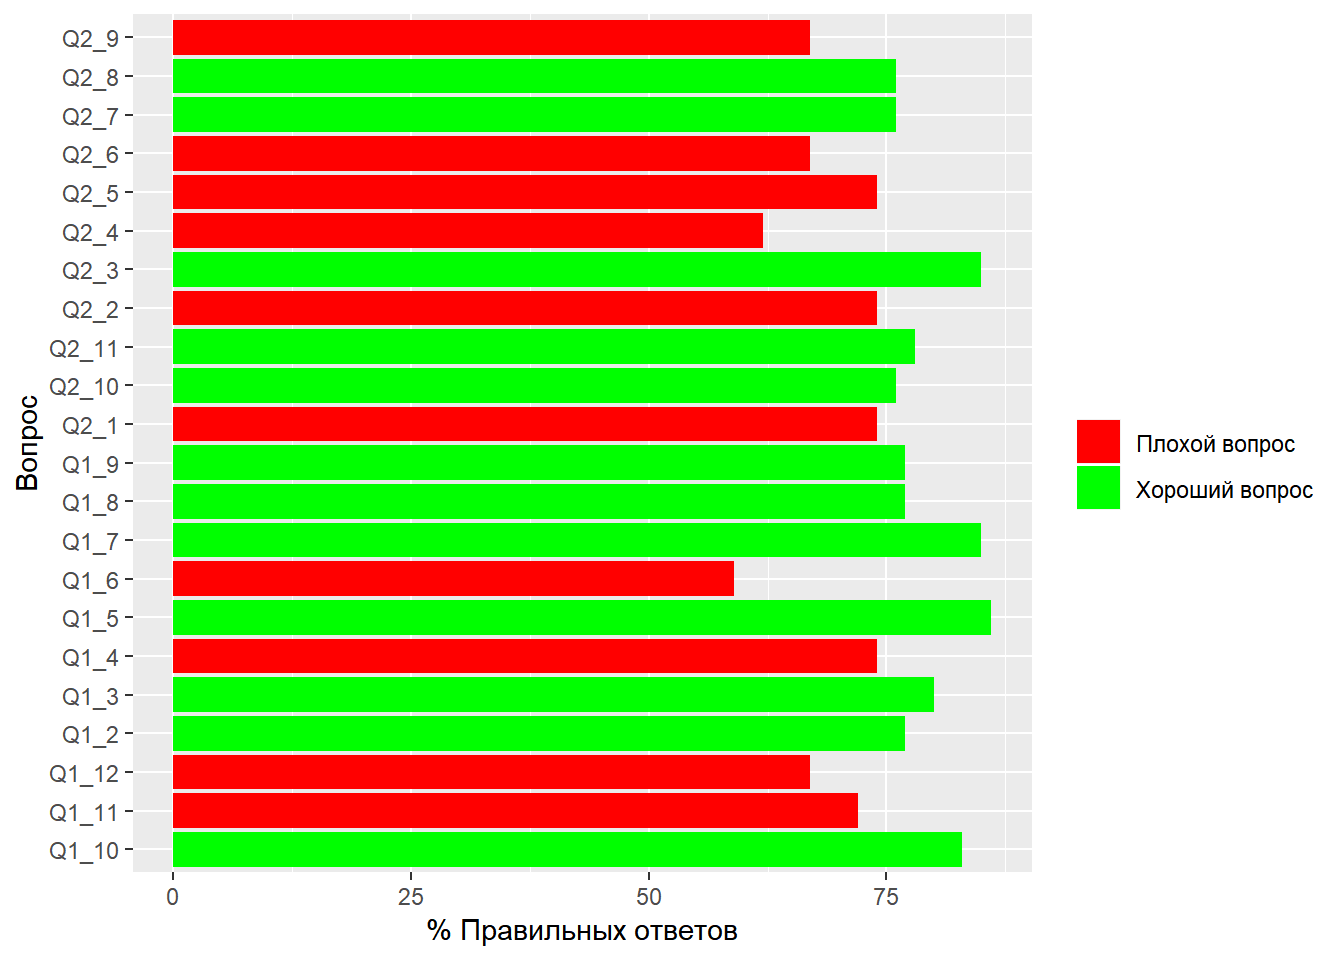 Q2_9
Q2_8
Q2_7
Q2_6
Q2_5
Q2_4
Q2_3
Q2_2
Q2_11
Q2_10
Q2_1
Q1_9
Q1_8
Q1_7
Q1_6
Q1_5
Q1_4
Q1_3
Q1_2
Q1_12
Q1_11
Q1_10
Вопрос
0 25 50 75
% Правильных ответов
Плохой вопрос
Хороший вопрос